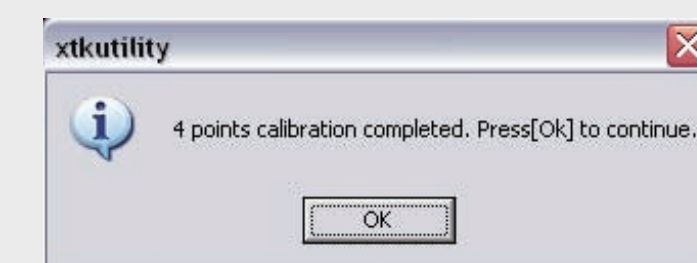 xtkutility
4 points calibration completed. Press[Ok] to continue.
OK